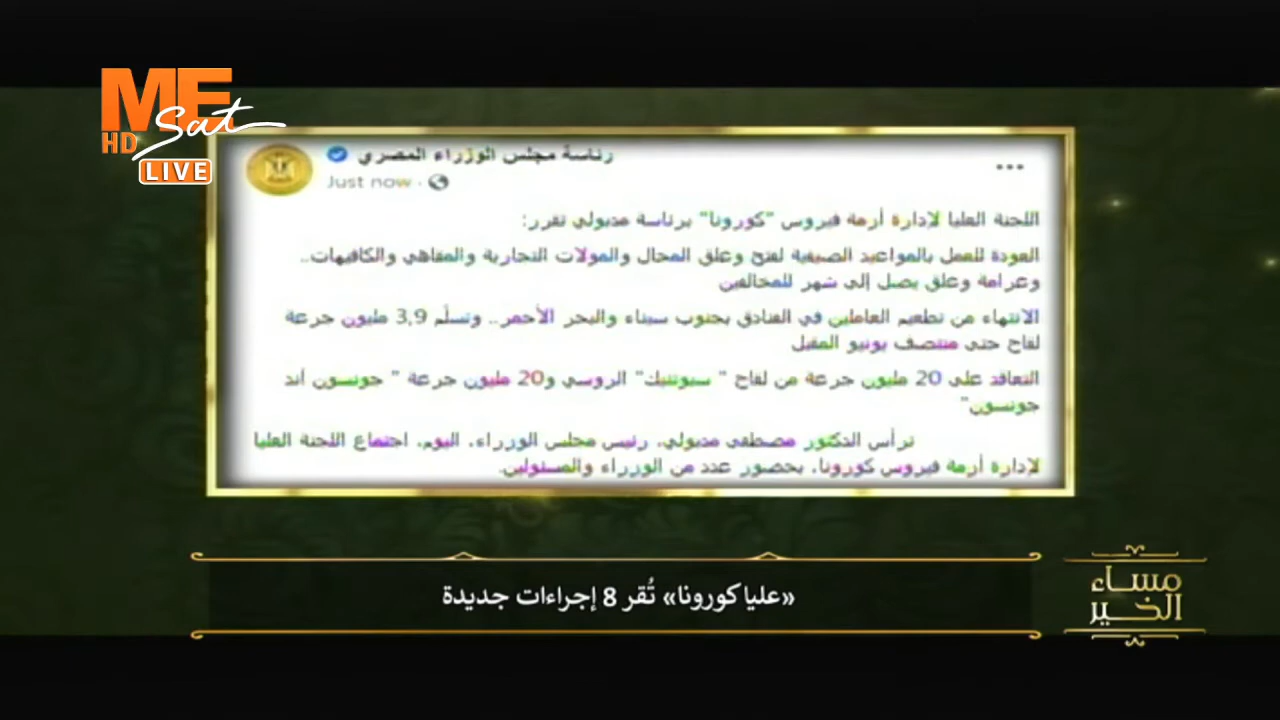 ME
Sat
HD
LIVE
رئاسة مجلس الوزراء المصري
Just now ·
اللجنة العليا لإدارة أزمة فيروس "كورونا" برئاسة مدبولي تقرر:
العودة للعمل بالمواعيد الصيفية لفتح وغلق المحال والمولات التجارية والمقاهي والكافيهات..
وغرامة وغلق يصل إلى شهر للمخالفين
الانتهاء من تطعيم العاملين في الفنادق بجنوب سيناء والبحر الأحمر.. وتسلّم 3,9 مليون جرعة
لقاح حتى منتصف يونيو المقبل
التعاقد على 20 مليون جرعة من لقاح " سبوتنيك" الروسي و20 مليون جرعة " جونسون أند
جونسون"
ترأس الدكتور مصطفى مدبولي، رئيس مجلس الوزراء، اليوم، اجتماع اللجنة العليا
لإدارة أزمة فيروس كورونا، بحضور عدد من الوزراء والمسئولين.
«عليا كورونا» تُقر 8 إجراءات جديدة
مساء
الخير